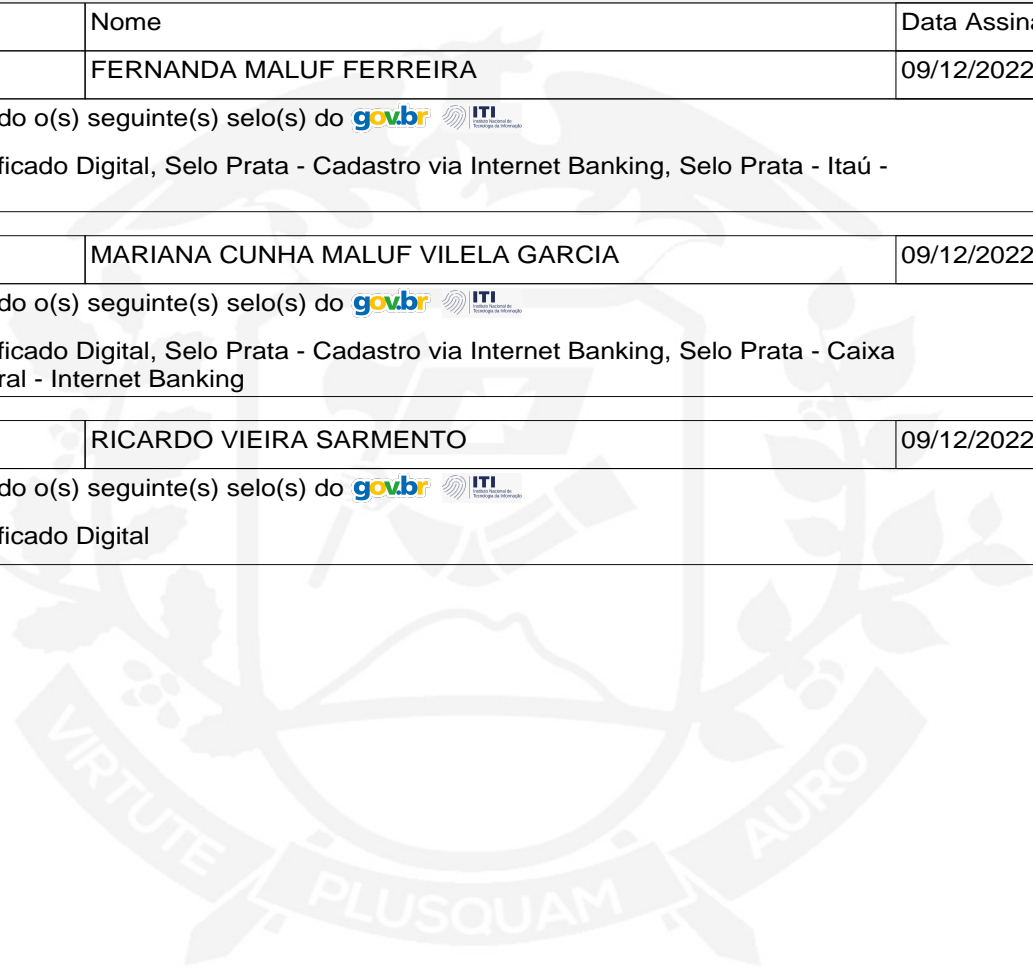 Nome Data Assina
FERNANDA MALUF FERREIRA 09/12/2022
do o(s) seguinte(s) selo(s) do gov.br ITI
ficado Digital, Selo Prata - Cadastro via Internet Banking, Selo Prata - Itaú -
MARIANA CUNHA MALUF VILELA GARCIA 09/12/2022
do o(s) seguinte(s) selo(s) do gov.br ITI
ficado Digital, Selo Prata - Cadastro via Internet Banking, Selo Prata - Caixa
ral - Internet Banking
RICARDO VIEIRA SARMENTO 09/12/2022
do o(s) seguinte(s) selo(s) do gov.br ITI
ficado Digital
VIRTUTE PLUSQUAM AURO